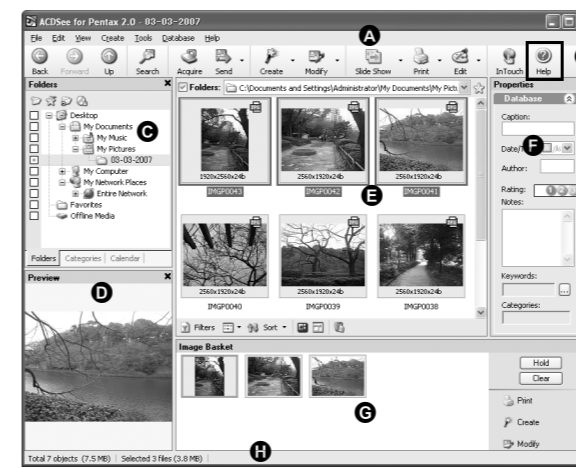 ACDSee for Pentax 2.0 - 03-03-2007
File Edit View Create Tools Database Help
A
Back Forward Up Search Acquire Send Create Modify Slide Show Print Edit InTouch Help
Folders
Folders: C:\Documents and Settings\Administrator\My Documents\My Pict
Properties
Database
Desktop
My Documents
C
My Music
My Pictures
03-03-2007
My Computer
My Network Places
Entire Network
Favorites
Offline Media
Folders Categories Calendar
1920x2560x24b
2560x1920x24b
2560x1920x24b
E
IMGP0043
IMGP0042
IMGP0041
2560x1920x24b
2560x1920x24b
2560x1920x24b
IMGP0040
IMGP0039
IMGP0038
Filters Sort
Caption:
Date/T
F
Author:
Rating:
Notes:
Keywords:
...
Categories:
Preview
D
Image Basket
G
Hold
Clear
Print
Create
Modify
Total 7 objects (7.5 MB) Selected 3 files (3.8 MB)
H